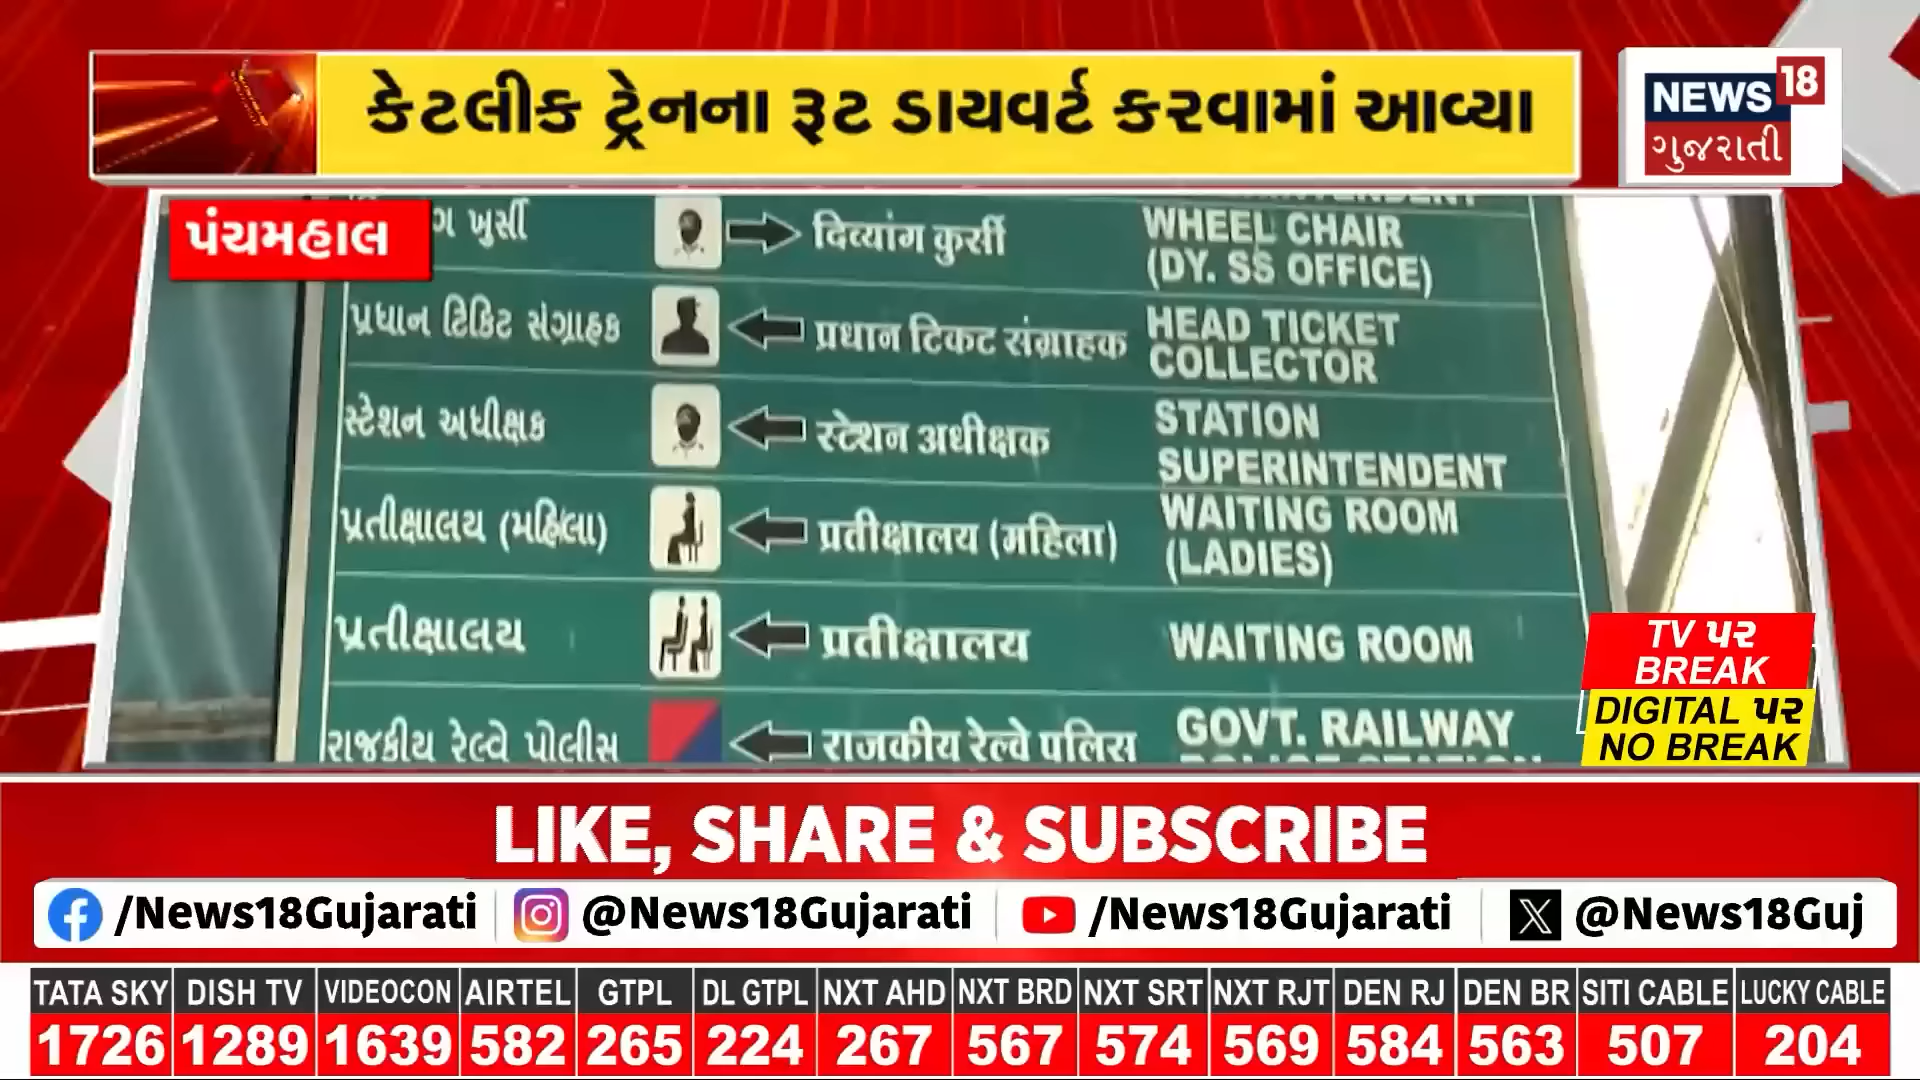 કેટલીક ટ્રેનના રૂટ ડાયવર્ટ કરવામાં આવ્યા
NEWS 18
ગુજરાતી
પંચમહાલ
ખુર્સી दिव्यांग कुर्सी WHEEL CHAIR
(DY. SS OFFICE)
પ્રધાન ટિકિટ સંગ્રાહક प्रधान टिकट संग्राहक HEAD TICKET
COLLECTOR
સ્ટેશન અધીક્ષક स्टेशन अधीक्षक STATION
SUPERINTENDENT
પ્રતીક્ષાલય (મહિલા) प्रतीक्षालय (महिला) WAITING ROOM
(LADIES)
પ્રતીક્ષાલય प्रतीक्षालय WAITING ROOM
રાજકીય રેલ્વે પોલીસ राजकीय रेल्वे पुलिस GOVT. RAILWAY
TV પર
BREAK
DIGITAL પર
NO BREAK
LIKE, SHARE & SUBSCRIBE
/News18Gujarati @News18Gujarati /News18Gujarati @News18Guj
TATA SKY DISH TV VIDEOCON AIRTEL GTPL DL GTPL NXT AHD NXT BRD NXT SRT NXT RJT DEN RJ DEN BR SITI CABLE LUCKY CABLE
1726 1289 1639 582 265 224 267 567 574 569 584 563 507 204